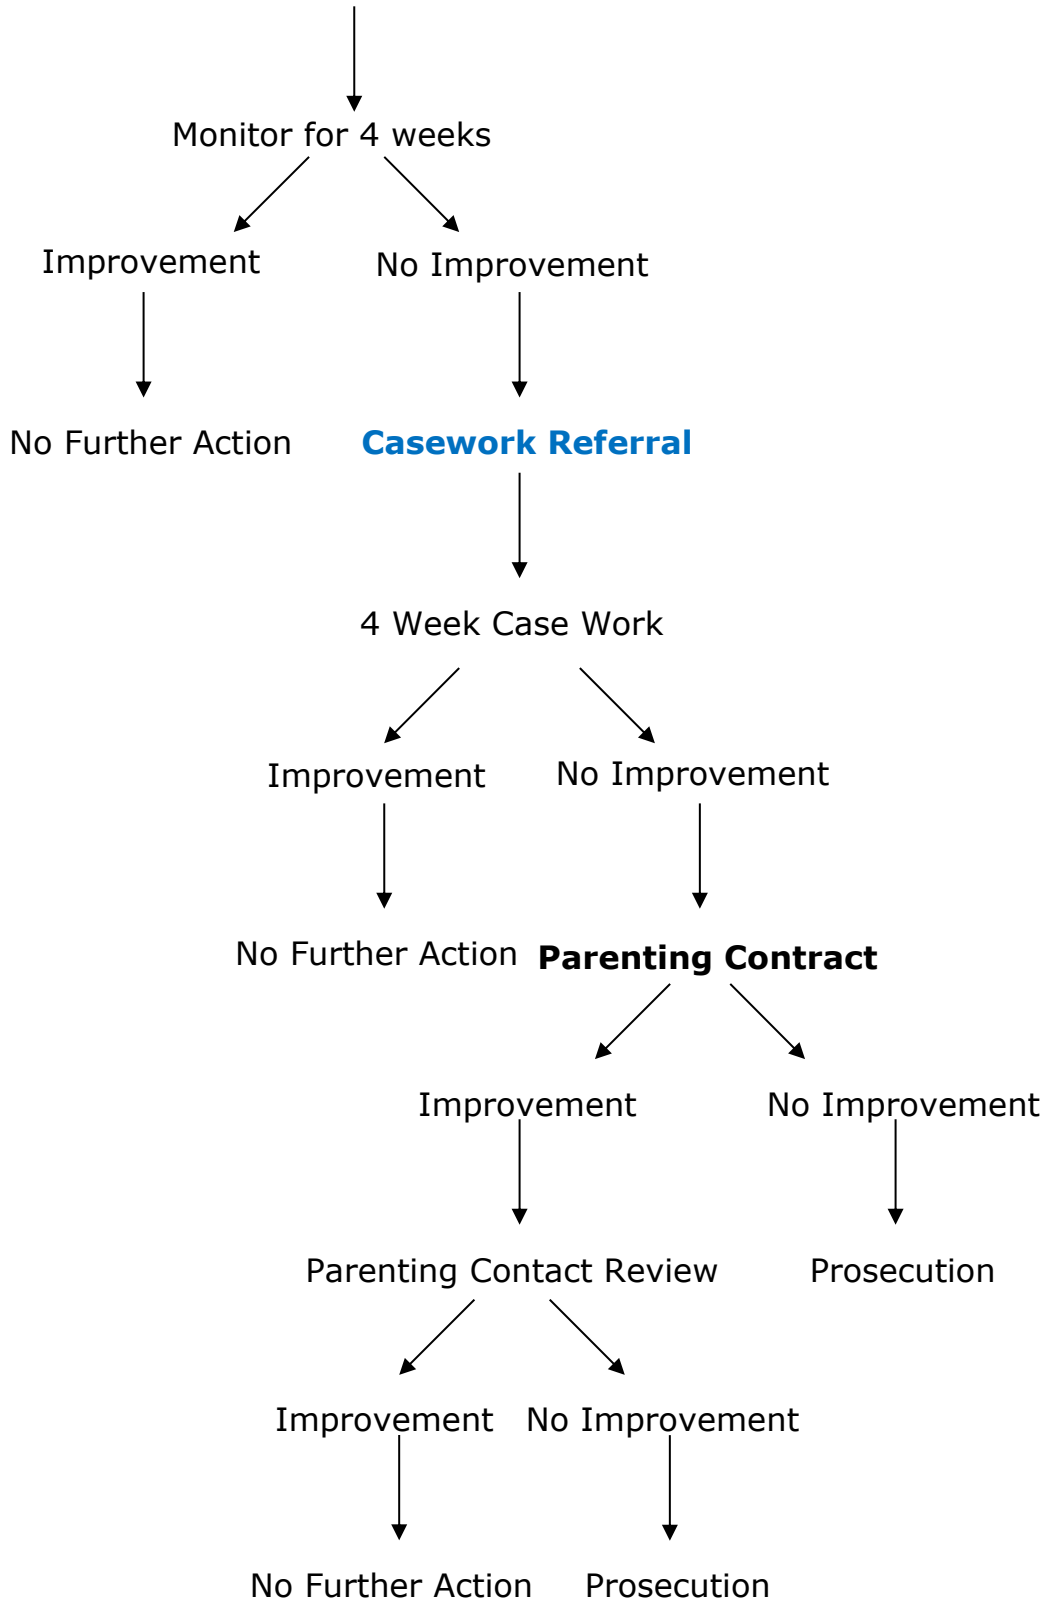 Monitor for 4 weeks
Improvement No Improvement
No Further Action Casework Referral
4 Week Case Work
Improvement No Improvement
No Further Action Parenting Contract
Improvement No Improvement
Parenting Contact Review Prosecution
Improvement No Improvement
No Further Action Prosecution